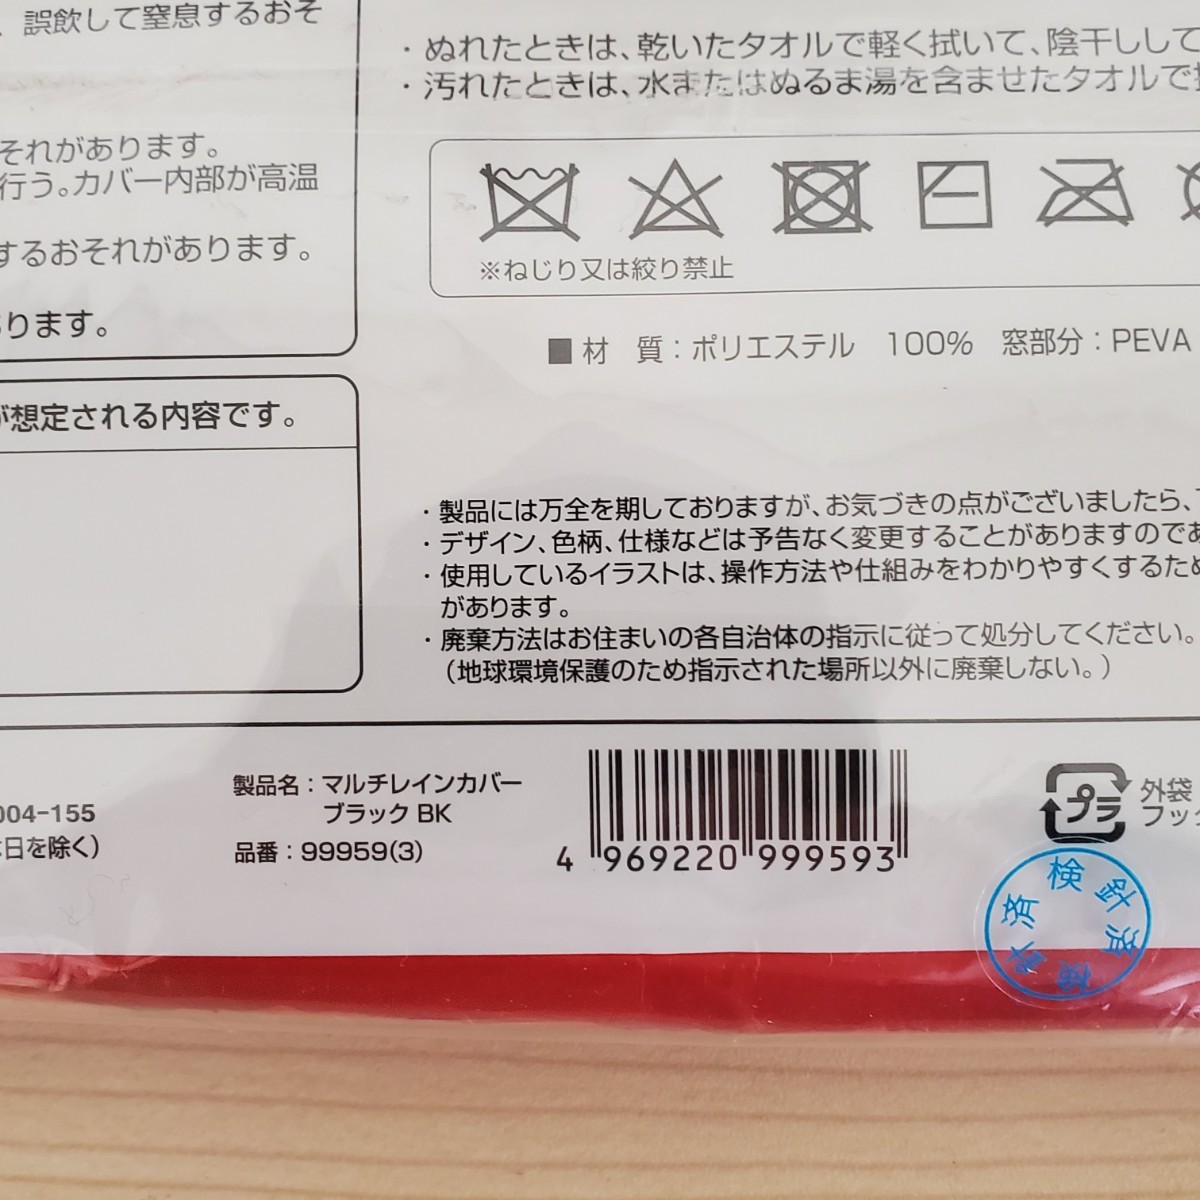 誤飲して窒息するおそ
それがあります。
行う。カバー内部が高温
するおそれがあります。
ります。
が想定される内容です。
・ぬれたときは、乾いたタオルで軽く拭いて、陰干しして
・汚れたときは、水またはぬるま湯を含ませたタオルで
※ねじり又は絞り禁止
■材 質：ポリエステル 100% 窓部分：PEVA
・製品には万全を期しておりますが、お気づきの点がございましたら、
・デザイン、色柄、仕様などは予告なく変更することがありますのであ
・使用しているイラストは、操作方法や仕組みをわかりやすくするため
があります。
・廃棄方法はお住まいの各自治体の指示に従って処分してください。
（地球環境保護のため指示された場所以外に廃棄しない。）
004-155
日を除く）
製品名：マルチレインカバー
ブラック BK
品番：99959(3)
4 969220 999593
プラ
外袋
フック
検針済
検針済